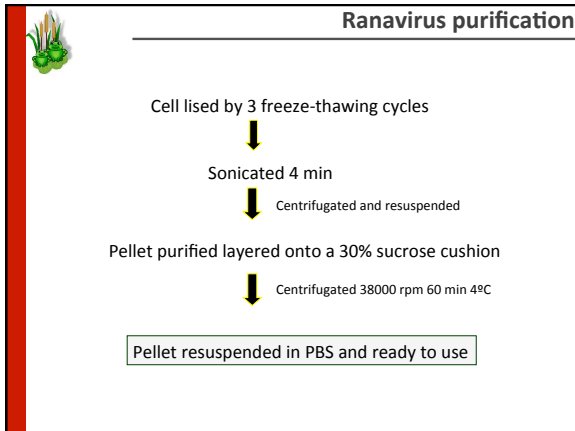 Ranavirus purification
Cell lised by 3 freeze-thawing cycles
Sonicated 4 min
Centrifugated and resuspended
Pellet purified layered onto a 30% sucrose cushion
Centrifugated 38000 rpm 60 min 4ºC
Pellet resuspended in PBS and ready to use